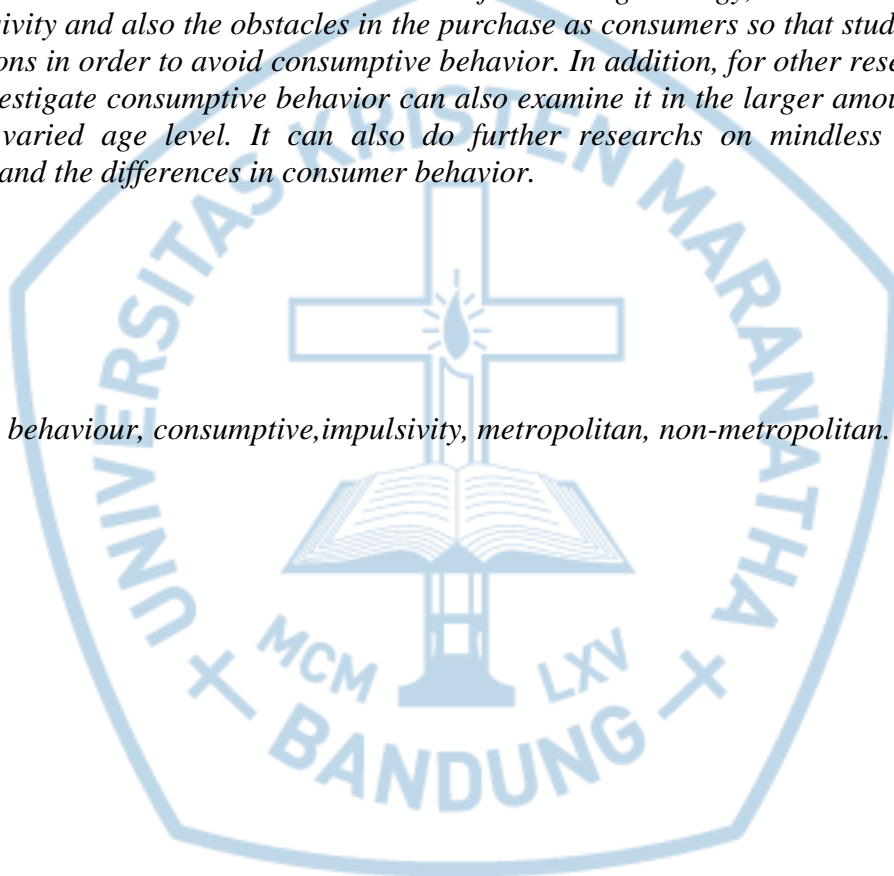 ivity and also the obstacles in the purchase as consumers so that stud
ons in order to avoid consumptive behavior. In addition, for other rese
estigate consumptive behavior can also examine it in the larger amou
varied age level. It can also do further researchs on mindless
and the differences in consumer behavior.
behaviour, consumptive,impulsivity, metropolitan, non-metropolitan.
UNIVERSITAS KRISTEN MARANATHA
MCM LXV
BANDUNG